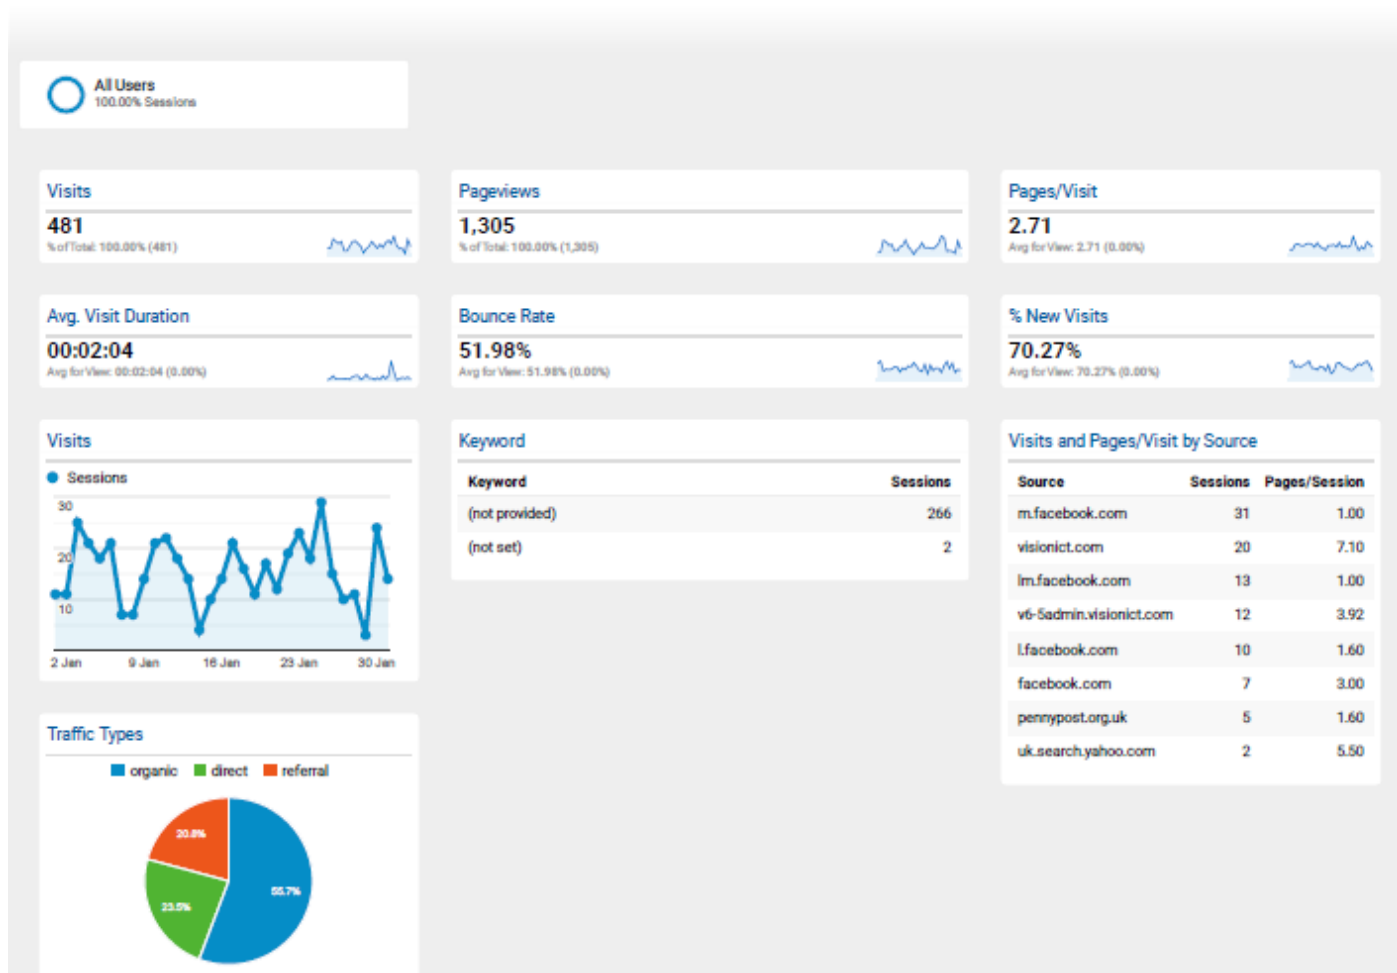 All Users
100.00% Sessions
Visits
481
% of Total: 100.00% (481)
Pageviews
1,305
% of Total: 100.00% (1,305)
Pages/Visit
2.71
Avg for View: 2.71 (0.00%)
Avg. Visit Duration
00:02:04
Avg for View: 00:02:04 (0.00%)
Bounce Rate
51.98%
Avg for View: 51.98% (0.00%)
% New Visits
70.27%
Avg for View: 70.27% (0.00%)
Visits
Sessions
30
20
10
2 Jan 9 Jan 16 Jan 23 Jan 30 Jan
Keyword
Keyword Sessions
(not provided) 266
(not set) 2
Visits and Pages/Visit by Source
Source Sessions Pages/Session
m.facebook.com 31 1.00
visionict.com 20 7.10
lm.facebook.com 13 1.00
v6-5admin.visionict.com 12 3.92
l.facebook.com 10 1.60
facebook.com 7 3.00
pennypost.org.uk 5 1.60
uk.search.yahoo.com 2 5.50
Traffic Types
organic direct referral
20.8%
55.7%
23.5%